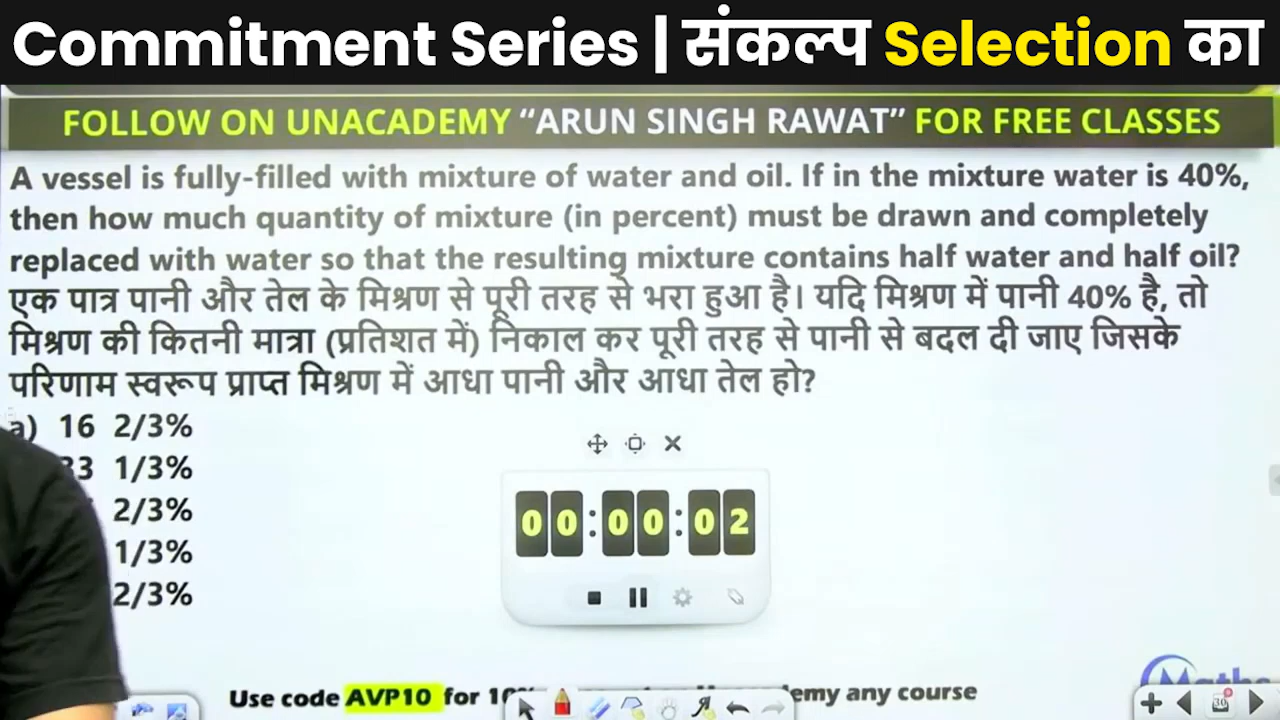 Commitment Series | संकल्प Selection का
FOLLOW ON UNACADEMY “ARUN SINGH RAWAT” FOR FREE CLASSES
A vessel is fully-filled with mixture of water and oil. If in the mixture water is 40%,
then how much quantity of mixture (in percent) must be drawn and completely
replaced with water so that the resulting mixture contains half water and half oil?
एक पात्र पानी और तेल के मिश्रण से पूरी तरह से भरा हुआ है। यदि मिश्रण में पानी 40% है, तो
मिश्रण की कितनी मात्रा (प्रतिशत में) निकाल कर पूरी तरह से पानी से बदल दी जाए जिसके
परिणाम स्वरूप प्राप्त मिश्रण में आधा पानी और आधा तेल हो?
a) 16 2/3%
33 1/3%
2/3%
1/3%
2/3%
00:00:02
Use code AVP10 for any course
Maths